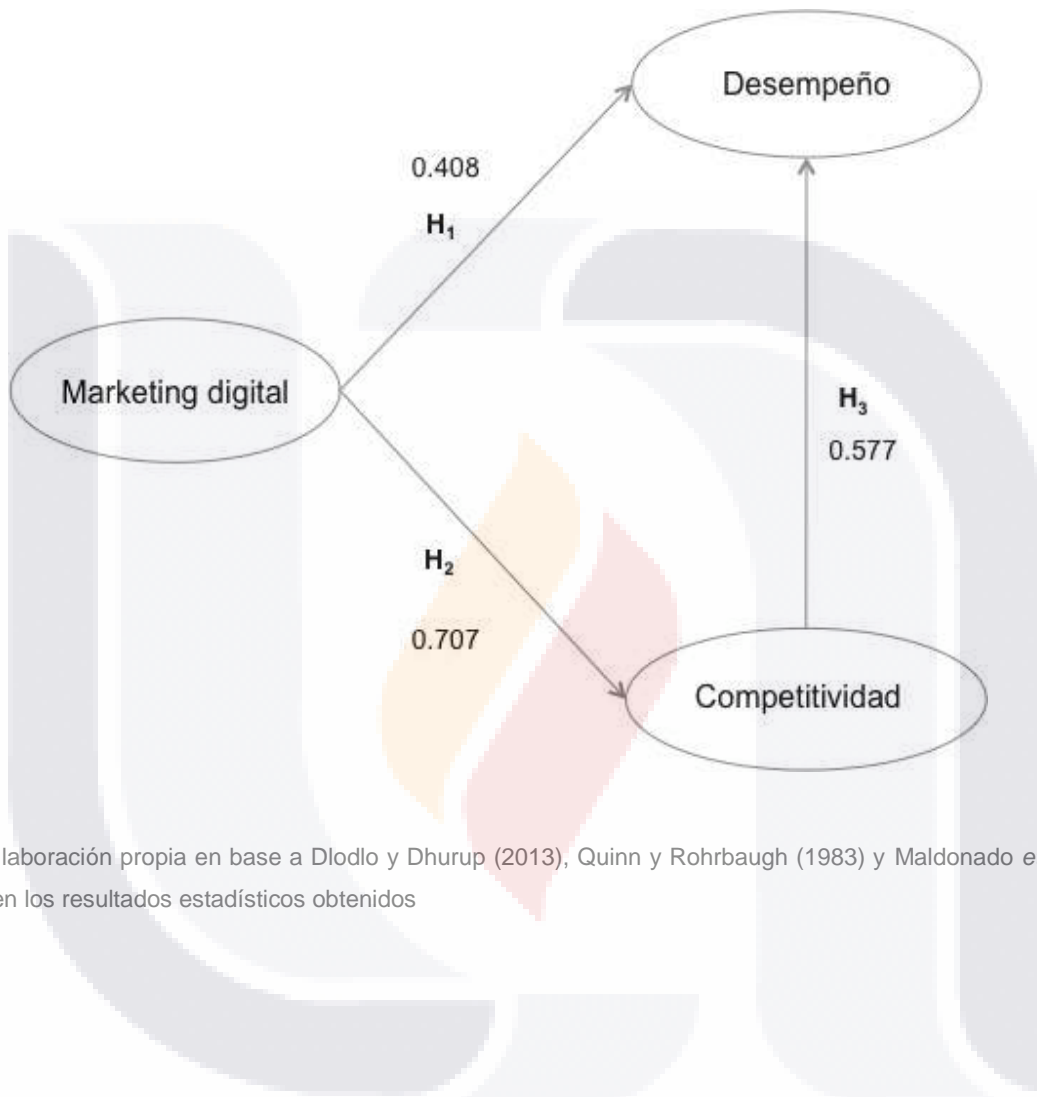 Desempeño
0.408
H₁
Marketing digital
H₃
0.577
H₂
0.707
Competitividad
laboración propia en base a Dlodlo y Dhurup (2013), Quinn y Rohrbaugh (1983) y Maldonado e
en los resultados estadísticos obtenidos